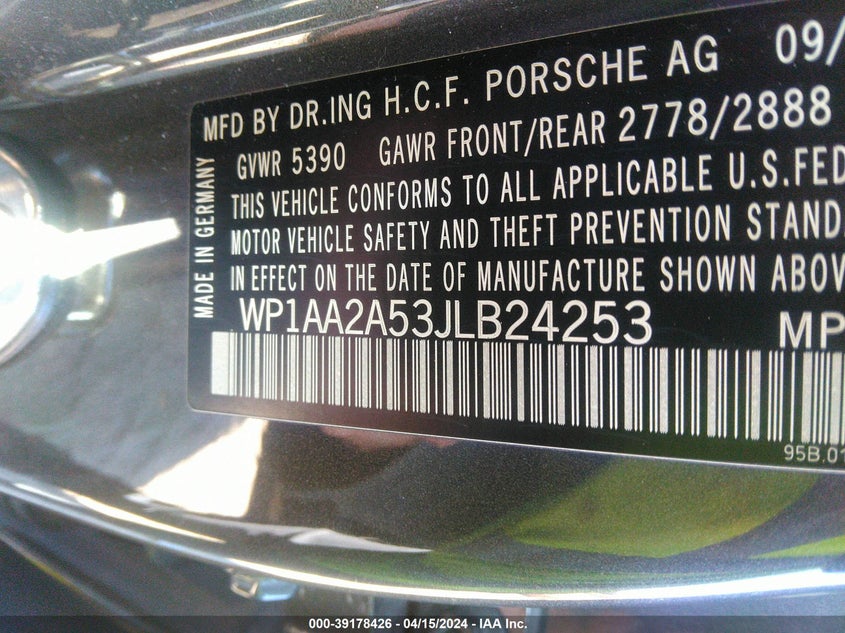 MFD BY DR.ING H.C.F. PORSCHE AG 09/
GVWR 5390 GAWR FRONT/REAR 2778/2888
THIS VEHICLE CONFORMS TO ALL APPLICABLE U.S.FED
MOTOR VEHICLE SAFETY AND THEFT PREVENTION STAND
IN EFFECT ON THE DATE OF MANUFACTURE SHOWN ABOV
MADE IN GERMANY
WP1AA2A53JLB24253 MP
95B.01
000-39178426 - 04/15/2024 - IAA Inc.